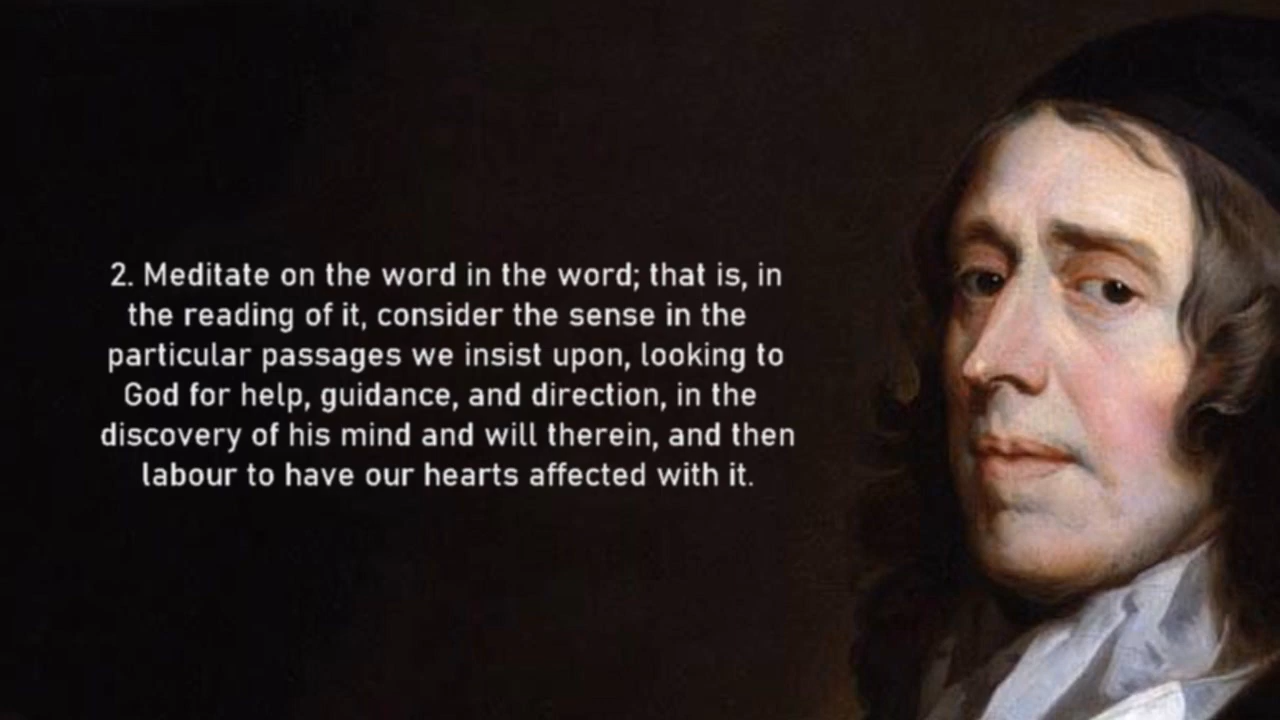 2. Meditate on the word in the word; that is, in
the reading of it, consider the sense in the
particular passages we insist upon, looking to
God for help, guidance, and direction, in the
discovery of his mind and will therein, and then
labour to have our hearts affected with it.